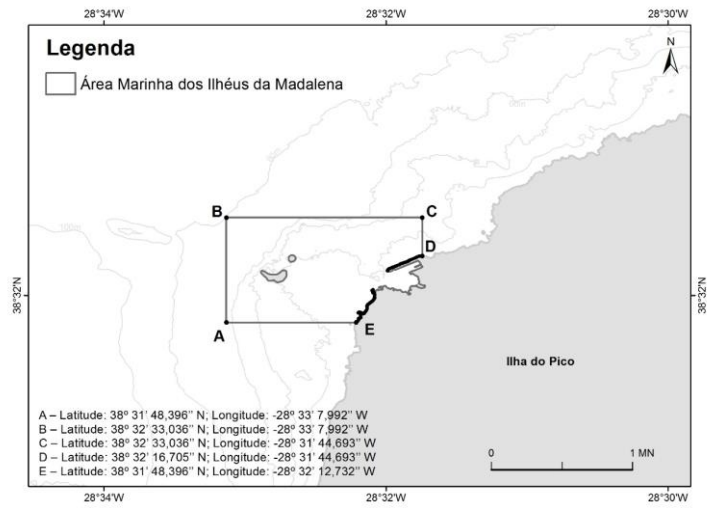 28°34'W 28°32'W 28°30'W
Legenda
Área Marinha dos Ilhéus da Madalena
N
B
C
D
38°32'N
38°32'N
A
E
Ilha do Pico
A – Latitude: 38º 31' 48,396'' N; Longitude: -28º 33' 7,992'' W
B – Latitude: 38º 32' 33,036'' N; Longitude: -28º 33' 7,992'' W
C – Latitude: 38º 32' 33,036'' N; Longitude: -28º 31' 44,693'' W
D – Latitude: 38º 32' 16,705'' N; Longitude: -28º 31' 44,693'' W
E – Latitude: 38º 31' 48,396'' N; Longitude: -28º 32' 12,732'' W
0 1 MN
28°34'W 28°32'W 28°30'W